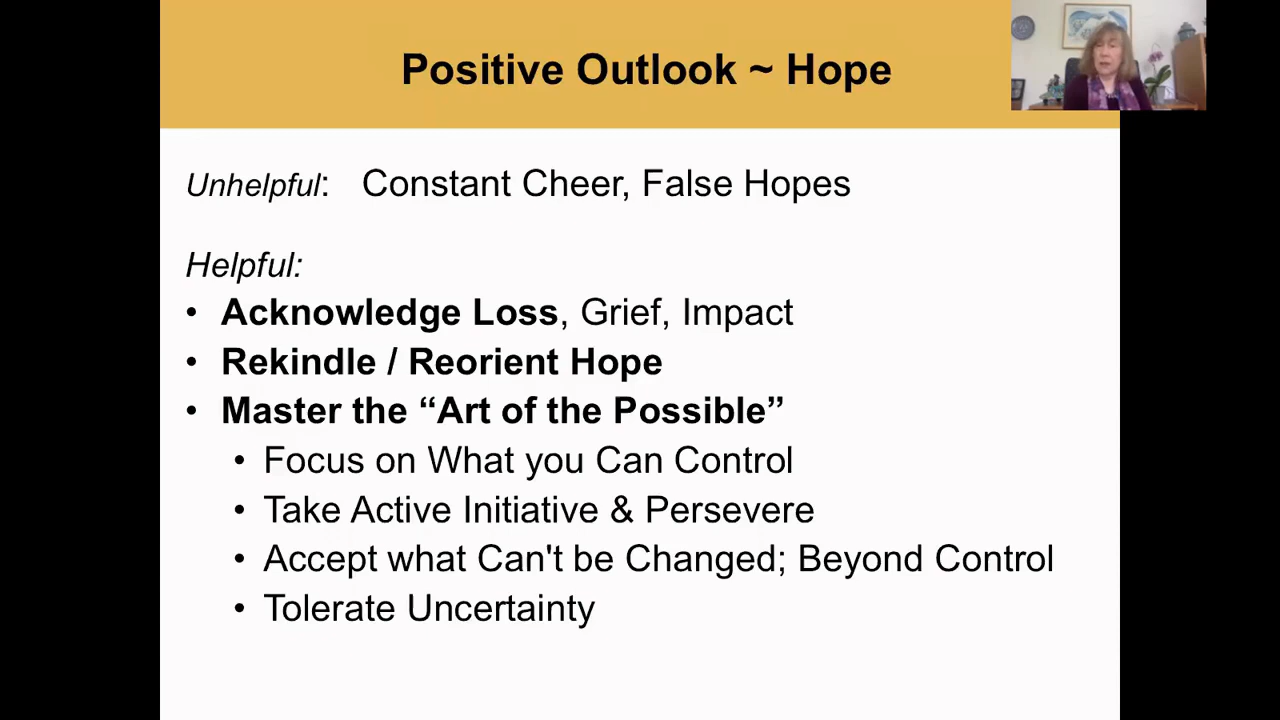 Positive Outlook ~ Hope
Unhelpful: Constant Cheer, False Hopes
Helpful:
• Acknowledge Loss, Grief, Impact
• Rekindle / Reorient Hope
• Master the “Art of the Possible”
• Focus on What you Can Control
• Take Active Initiative & Persevere
• Accept what Can't be Changed; Beyond Control
• Tolerate Uncertainty